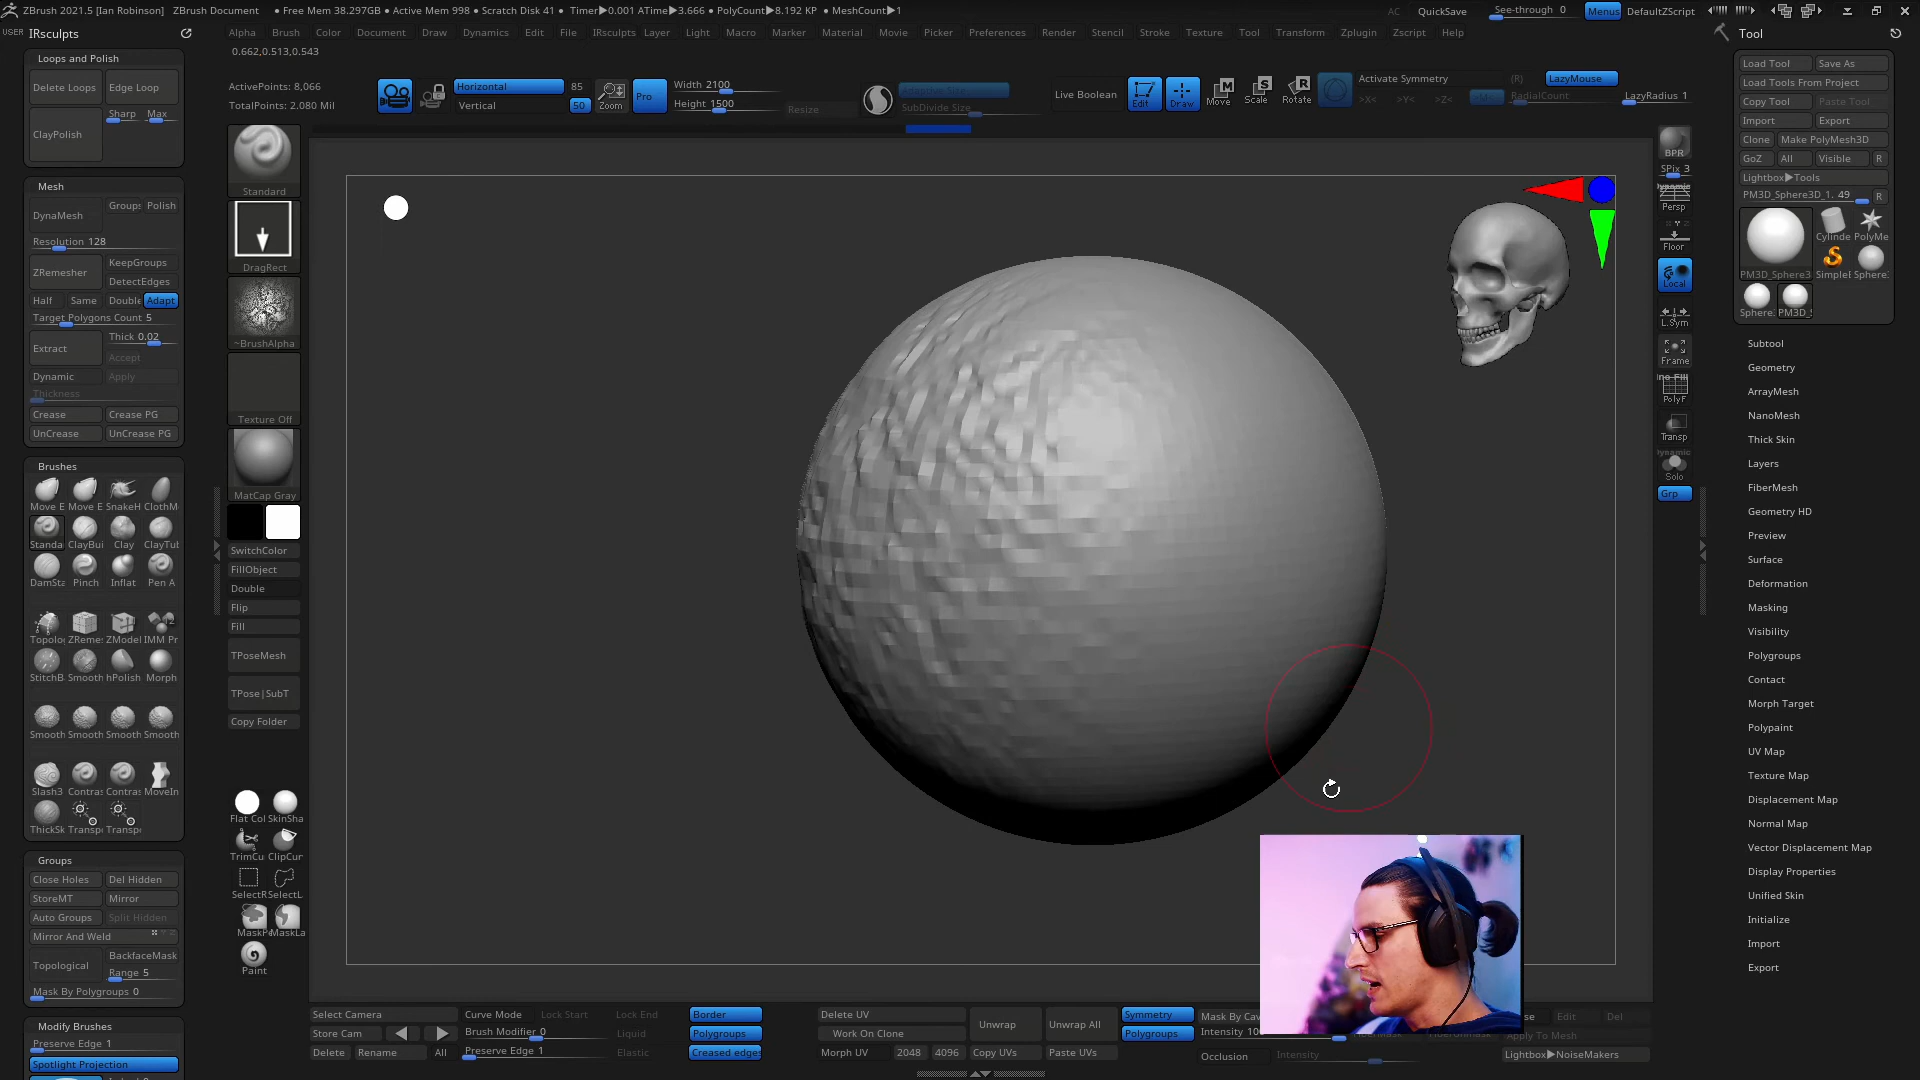 ZBrush 2021.5 [Ian Robinson] ZBrush Document • Free Mem 38.297GB • Active Mem 998 • Scratch Disk 41 • Timer▶0.001 ATime▶3.666 • PolyCount▶8.192 KP • MeshCount▶1 AC QuickSave See-through 0 Menus DefaultZScript
USER IRsculpts
Alpha Brush Color Document Draw Dynamics Edit File IRsculpts Layer Light Macro Marker Material Movie Picker Preferences Render Stencil Stroke Texture Tool Transform Zplugin Zscript Help
0.662,0.513,0.543
ActivePoints: 8,066
TotalPoints: 2.080 Mil
Horizontal 85
Vertical 50
Zoom
Pro
Width 2100
Height 1500
Resize
SubDivide Size
Live Boolean
Edit
Draw
Move
Scale
Rotate
Activate Symmetry (R)
>X< >Y< >Z< >M< RadialCount
LazyMouse
LazyRadius 1
Loops and Polish
Delete Loops Edge Loop
Sharp Max
ClayPolish
Mesh
DynaMesh Groups Polish
Resolution 128
ZRemesher KeepGroups
DetectEdges
Half Same Double Adapt
Target Polygons Count 5
Extract Thick 0.02
Accept
Dynamic Apply
Thickness
Crease Crease PG
UnCrease UnCrease PG
Brushes
Move E Move E SnakeH ClothM
Standa ClayBui Clay ClayTub
DamSta Pinch Inflat Pen A
Topolo ZRemes ZModel IMM Pr
StitchB Smooth hPolish Morph
Smooth Smooth Smooth Smooth
Slash3 Contras Contras MoveIn
ThickSk Transpo Transpo
Groups
Close Holes Del Hidden
StoreMT Mirror
Auto Groups Split Hidden
Mirror And Weld
Topological BackfaceMask
Range 5
Mask By Polygroups 0
Modify Brushes
Preserve Edge 1
Spotlight Projection
Standard
DragRect
~BrushAlpha
Texture Off
MatCap Gray
SwitchColor
FillObject
Double
Flip
Fill
TPoseMesh
TPose|SubT
Copy Folder
Flat Col SkinSha
TrimCu ClipCur
SelectR SelectL
MaskPe MaskLa
Paint
BPR
SPix 3
Dynamic
Persp
Floor
Local
L.Sym
Frame
PolyF
Transp
Dynamic
Solo
Grp
Tool
Load Tool Save As
Load Tools From Project
Copy Tool Paste Tool
Import Export
Clone Make PolyMesh3D
GoZ All Visible R
Lightbox▶Tools
PM3D_Sphere3D_1. 49 R
PM3D_Sphere3
Cylinde PolyMe
Sphere. PM3D_S
Subtool
Geometry
ArrayMesh
NanoMesh
Thick Skin
Layers
FiberMesh
Geometry HD
Preview
Surface
Deformation
Masking
Visibility
Polygroups
Contact
Morph Target
Polypaint
UV Map
Texture Map
Displacement Map
Normal Map
Vector Displacement Map
Display Properties
Unified Skin
Initialize
Import
Export
Select Camera Curve Mode Lock Start Lock End Border Delete UV Unwrap Unwrap All Symmetry
Store Cam Brush Modifier 0 Liquid Polygroups Work On Clone Polygroups Intensity 100
Delete Rename All Preserve Edge 1 Elastic Creased edges Morph UV 2048 4096 Copy UVs Paste UVs Occlusion Intensity
Edit Del
Apply To Mesh
Lightbox▶NoiseMakers